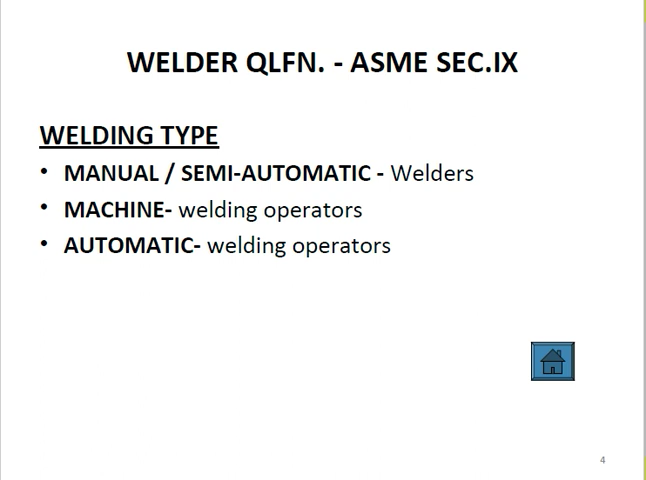 WELDER QLFN. - ASME SEC.IX
WELDING TYPE
• MANUAL / SEMI-AUTOMATIC - Welders
• MACHINE- welding operators
• AUTOMATIC- welding operators
4